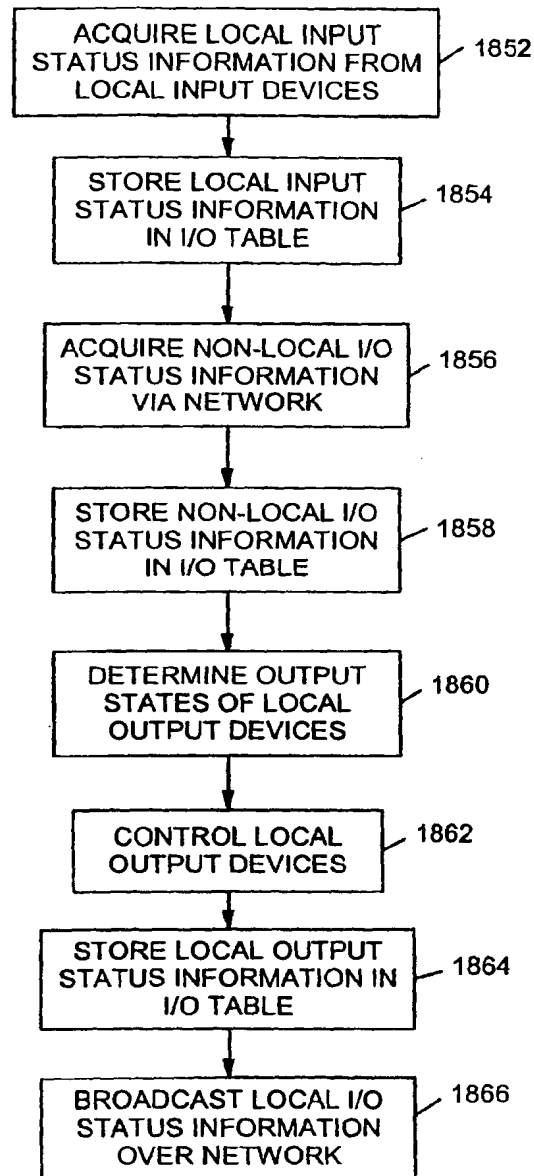 ACQUIRE LOCAL INPUT
STATUS INFORMATION FROM
LOCAL INPUT DEVICES
1852
STORE LOCAL INPUT
STATUS INFORMATION
IN I/O TABLE
1854
ACQUIRE NON-LOCAL I/O
STATUS INFORMATION
VIA NETWORK
1856
STORE NON-LOCAL I/O
STATUS INFORMATION
IN I/O TABLE
1858
DETERMINE OUTPUT
STATES OF LOCAL
OUTPUT DEVICES
1860
CONTROL LOCAL
OUTPUT DEVICES
1862
STORE LOCAL OUTPUT
STATUS INFORMATION IN
I/O TABLE
1864
BROADCAST LOCAL I/O
STATUS INFORMATION
OVER NETWORK
1866